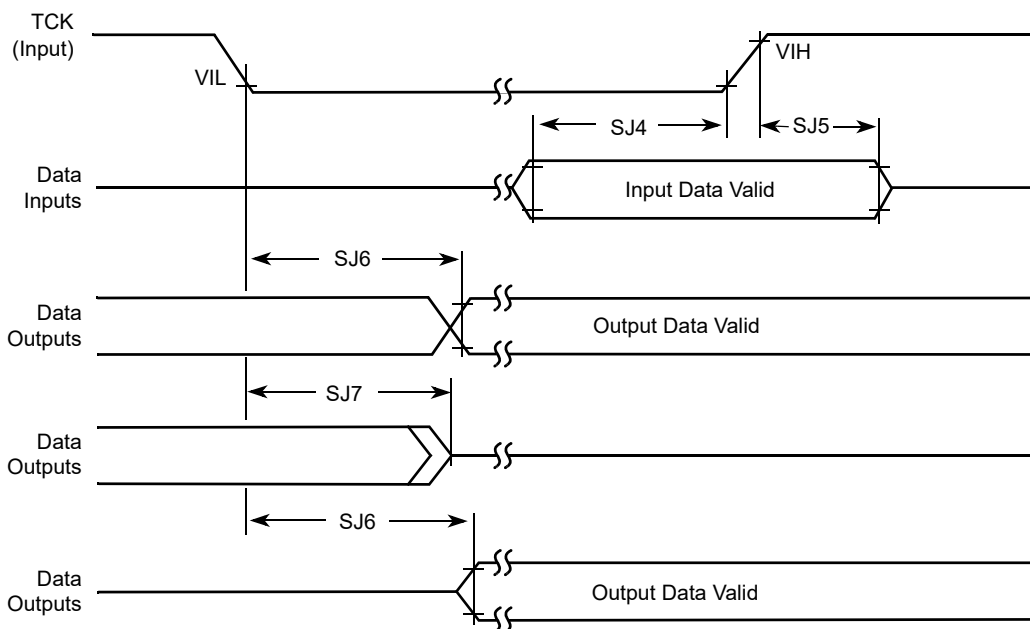 TCK
(Input)
VIL
VIH
SJ4
SJ5
Data
Inputs
Input Data Valid
SJ6
Data
Outputs
Output Data Valid
SJ7
Data
Outputs
SJ6
Data
Outputs
Output Data Valid